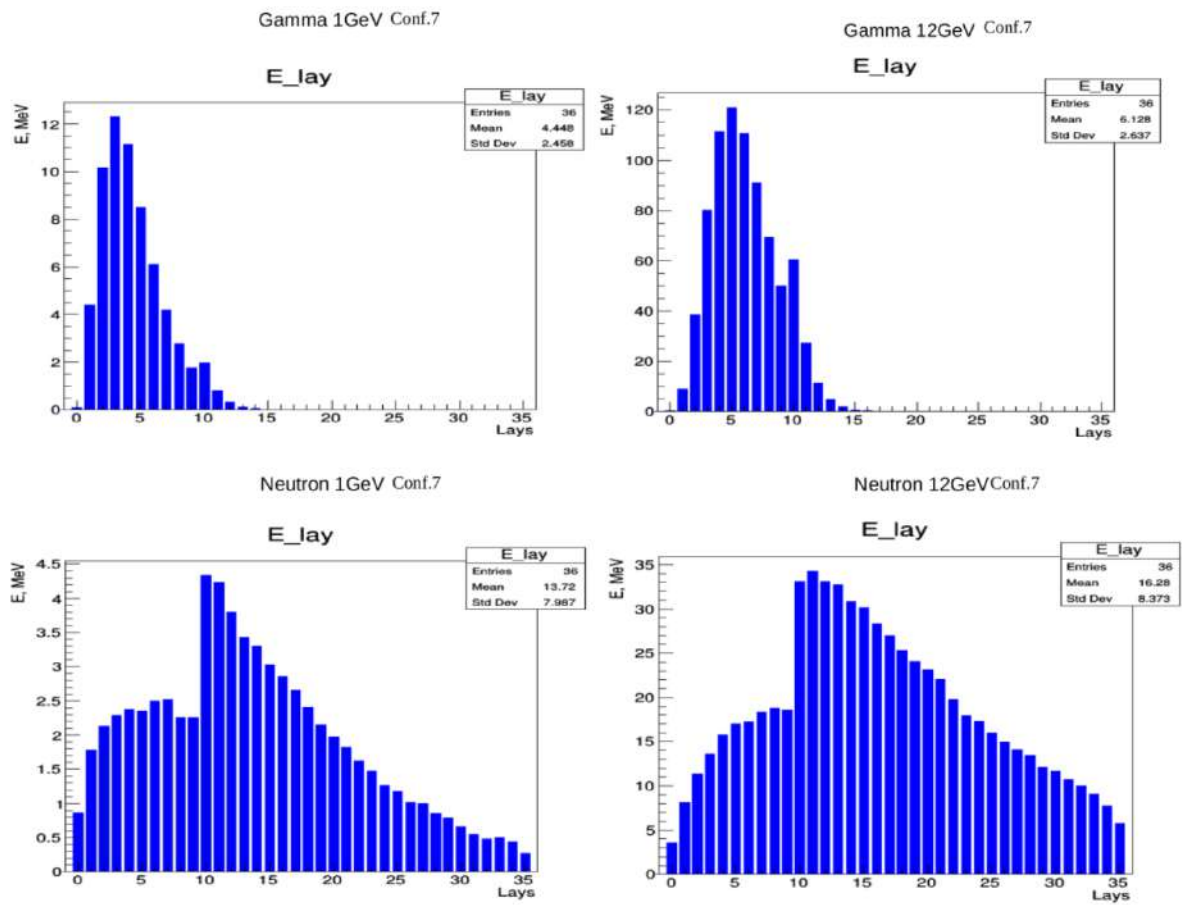 Gamma 1GeV Conf.7
E_lay
E_lay
Entries 36
Mean 4.448
Std Dev 2.458
E, MeV
12
10
8
6
4
2
0
0 5 10 15 20 25 30 35
Lays
Gamma 12GeV Conf.7
E_lay
E_lay
Entries 36
Mean 6.128
Std Dev 2.637
E, MeV
120
100
80
60
40
20
0
0 5 10 15 20 25 30 35
Lays
Neutron 1GeV Conf.7
E_lay
E_lay
Entries 36
Mean 13.72
Std Dev 7.987
E, MeV
4.5
4
3.5
3
2.5
2
1.5
1
0.5
0
0 5 10 15 20 25 30 35
Lays
Neutron 12GeV Conf.7
E_lay
E_lay
Entries 36
Mean 16.28
Std Dev 8.373
E, MeV
35
30
25
20
15
10
5
0
0 5 10 15 20 25 30 35
Lays